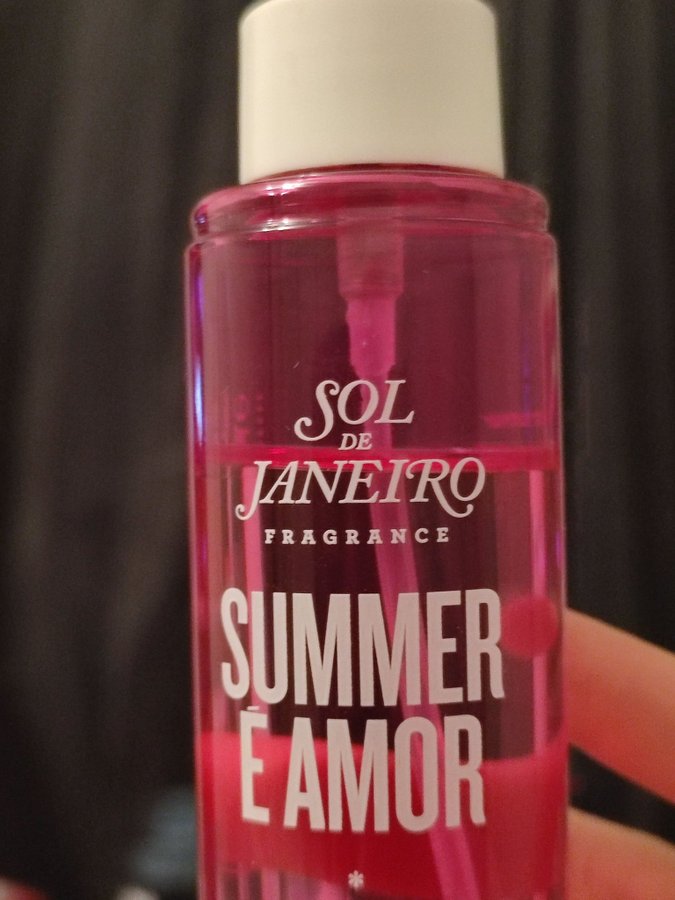 SOL
DE
JANEIRO
FRAGRANCE
SUMMER
É AMOR
*